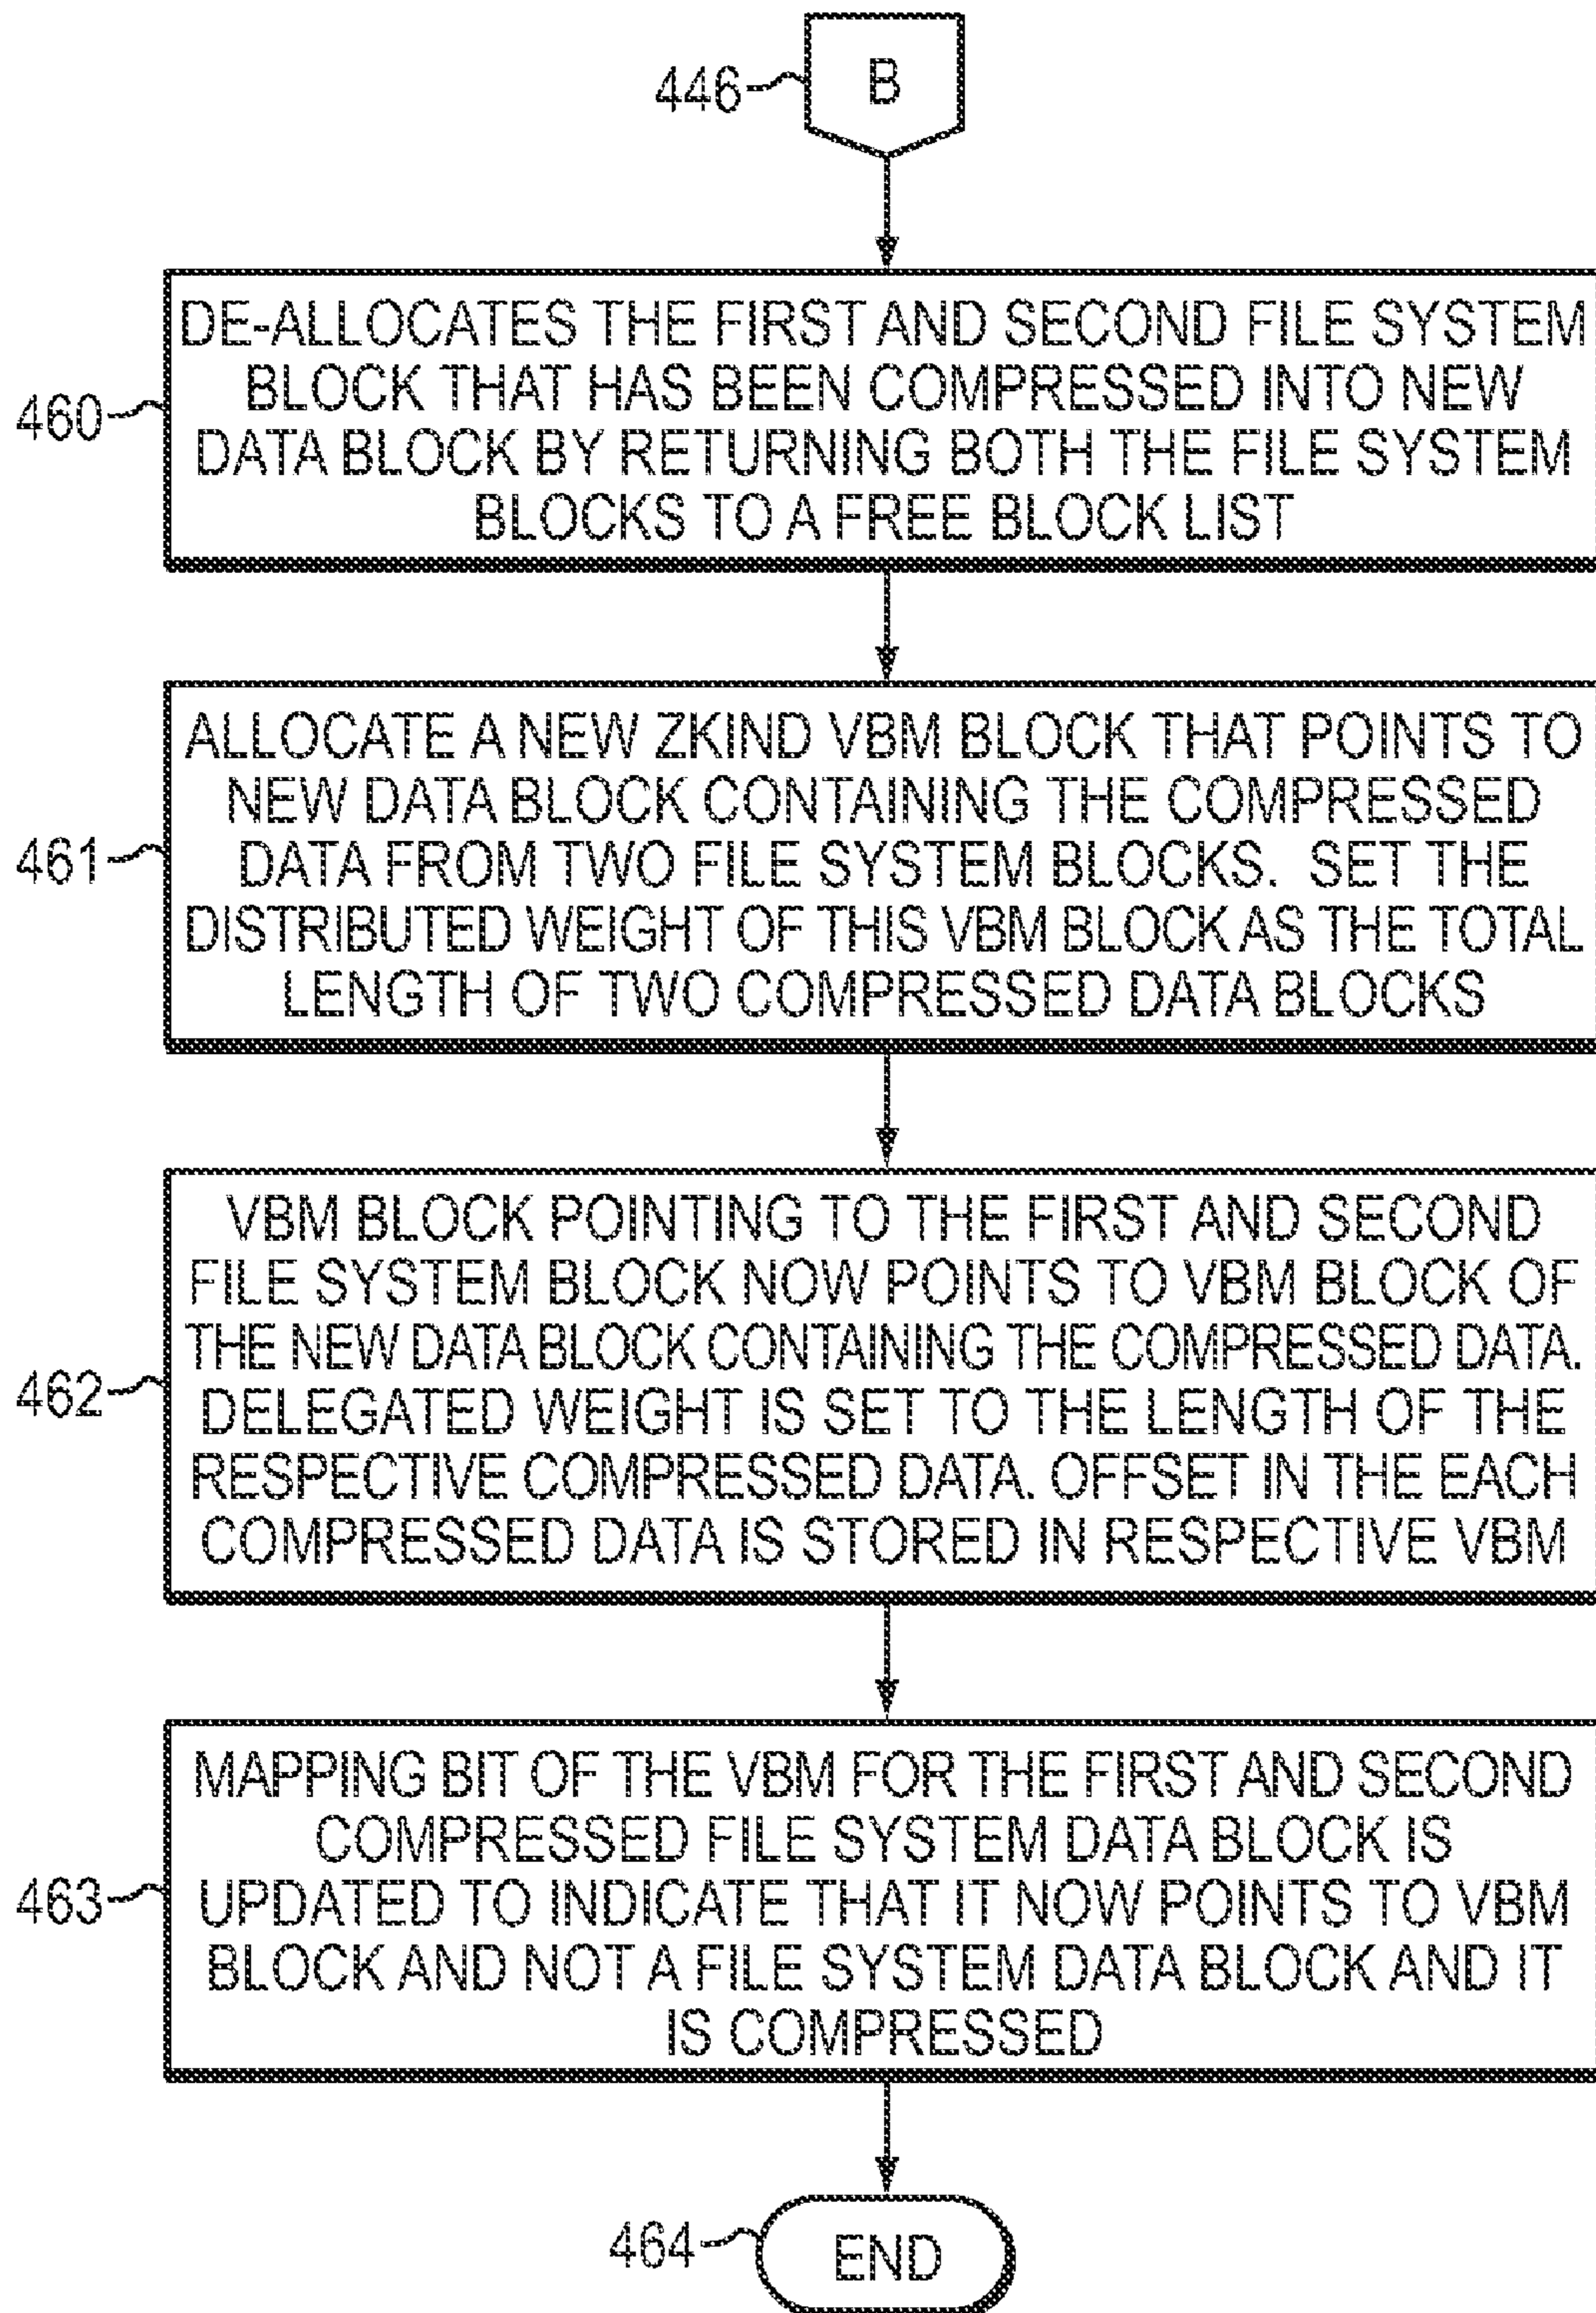 446
B
460
DE-ALLOCATES THE FIRST AND SECOND FILE SYSTEM
BLOCK THAT HAS BEEN COMPRESSED INTO NEW
DATA BLOCK BY RETURNING BOTH THE FILE SYSTEM
BLOCKS TO A FREE BLOCK LIST
461
ALLOCATE A NEW ZKIND VBM BLOCK THAT POINTS TO
NEW DATA BLOCK CONTAINING THE COMPRESSED
DATA FROM TWO FILE SYSTEM BLOCKS. SET THE
DISTRIBUTED WEIGHT OF THIS VBM BLOCK AS THE TOTAL
LENGTH OF TWO COMPRESSED DATA BLOCKS
462
VBM BLOCK POINTING TO THE FIRST AND SECOND
FILE SYSTEM BLOCK NOW POINTS TO VBM BLOCK OF
THE NEW DATA BLOCK CONTAINING THE COMPRESSED DATA.
DELEGATED WEIGHT IS SET TO THE LENGTH OF THE
RESPECTIVE COMPRESSED DATA. OFFSET IN THE EACH
COMPRESSED DATA IS STORED IN RESPECTIVE VBM
463
MAPPING BIT OF THE VBM FOR THE FIRST AND SECOND
COMPRESSED FILE SYSTEM DATA BLOCK IS
UPDATED TO INDICATE THAT IT NOW POINTS TO VBM
BLOCK AND NOT A FILE SYSTEM DATA BLOCK AND IT
IS COMPRESSED
464
END